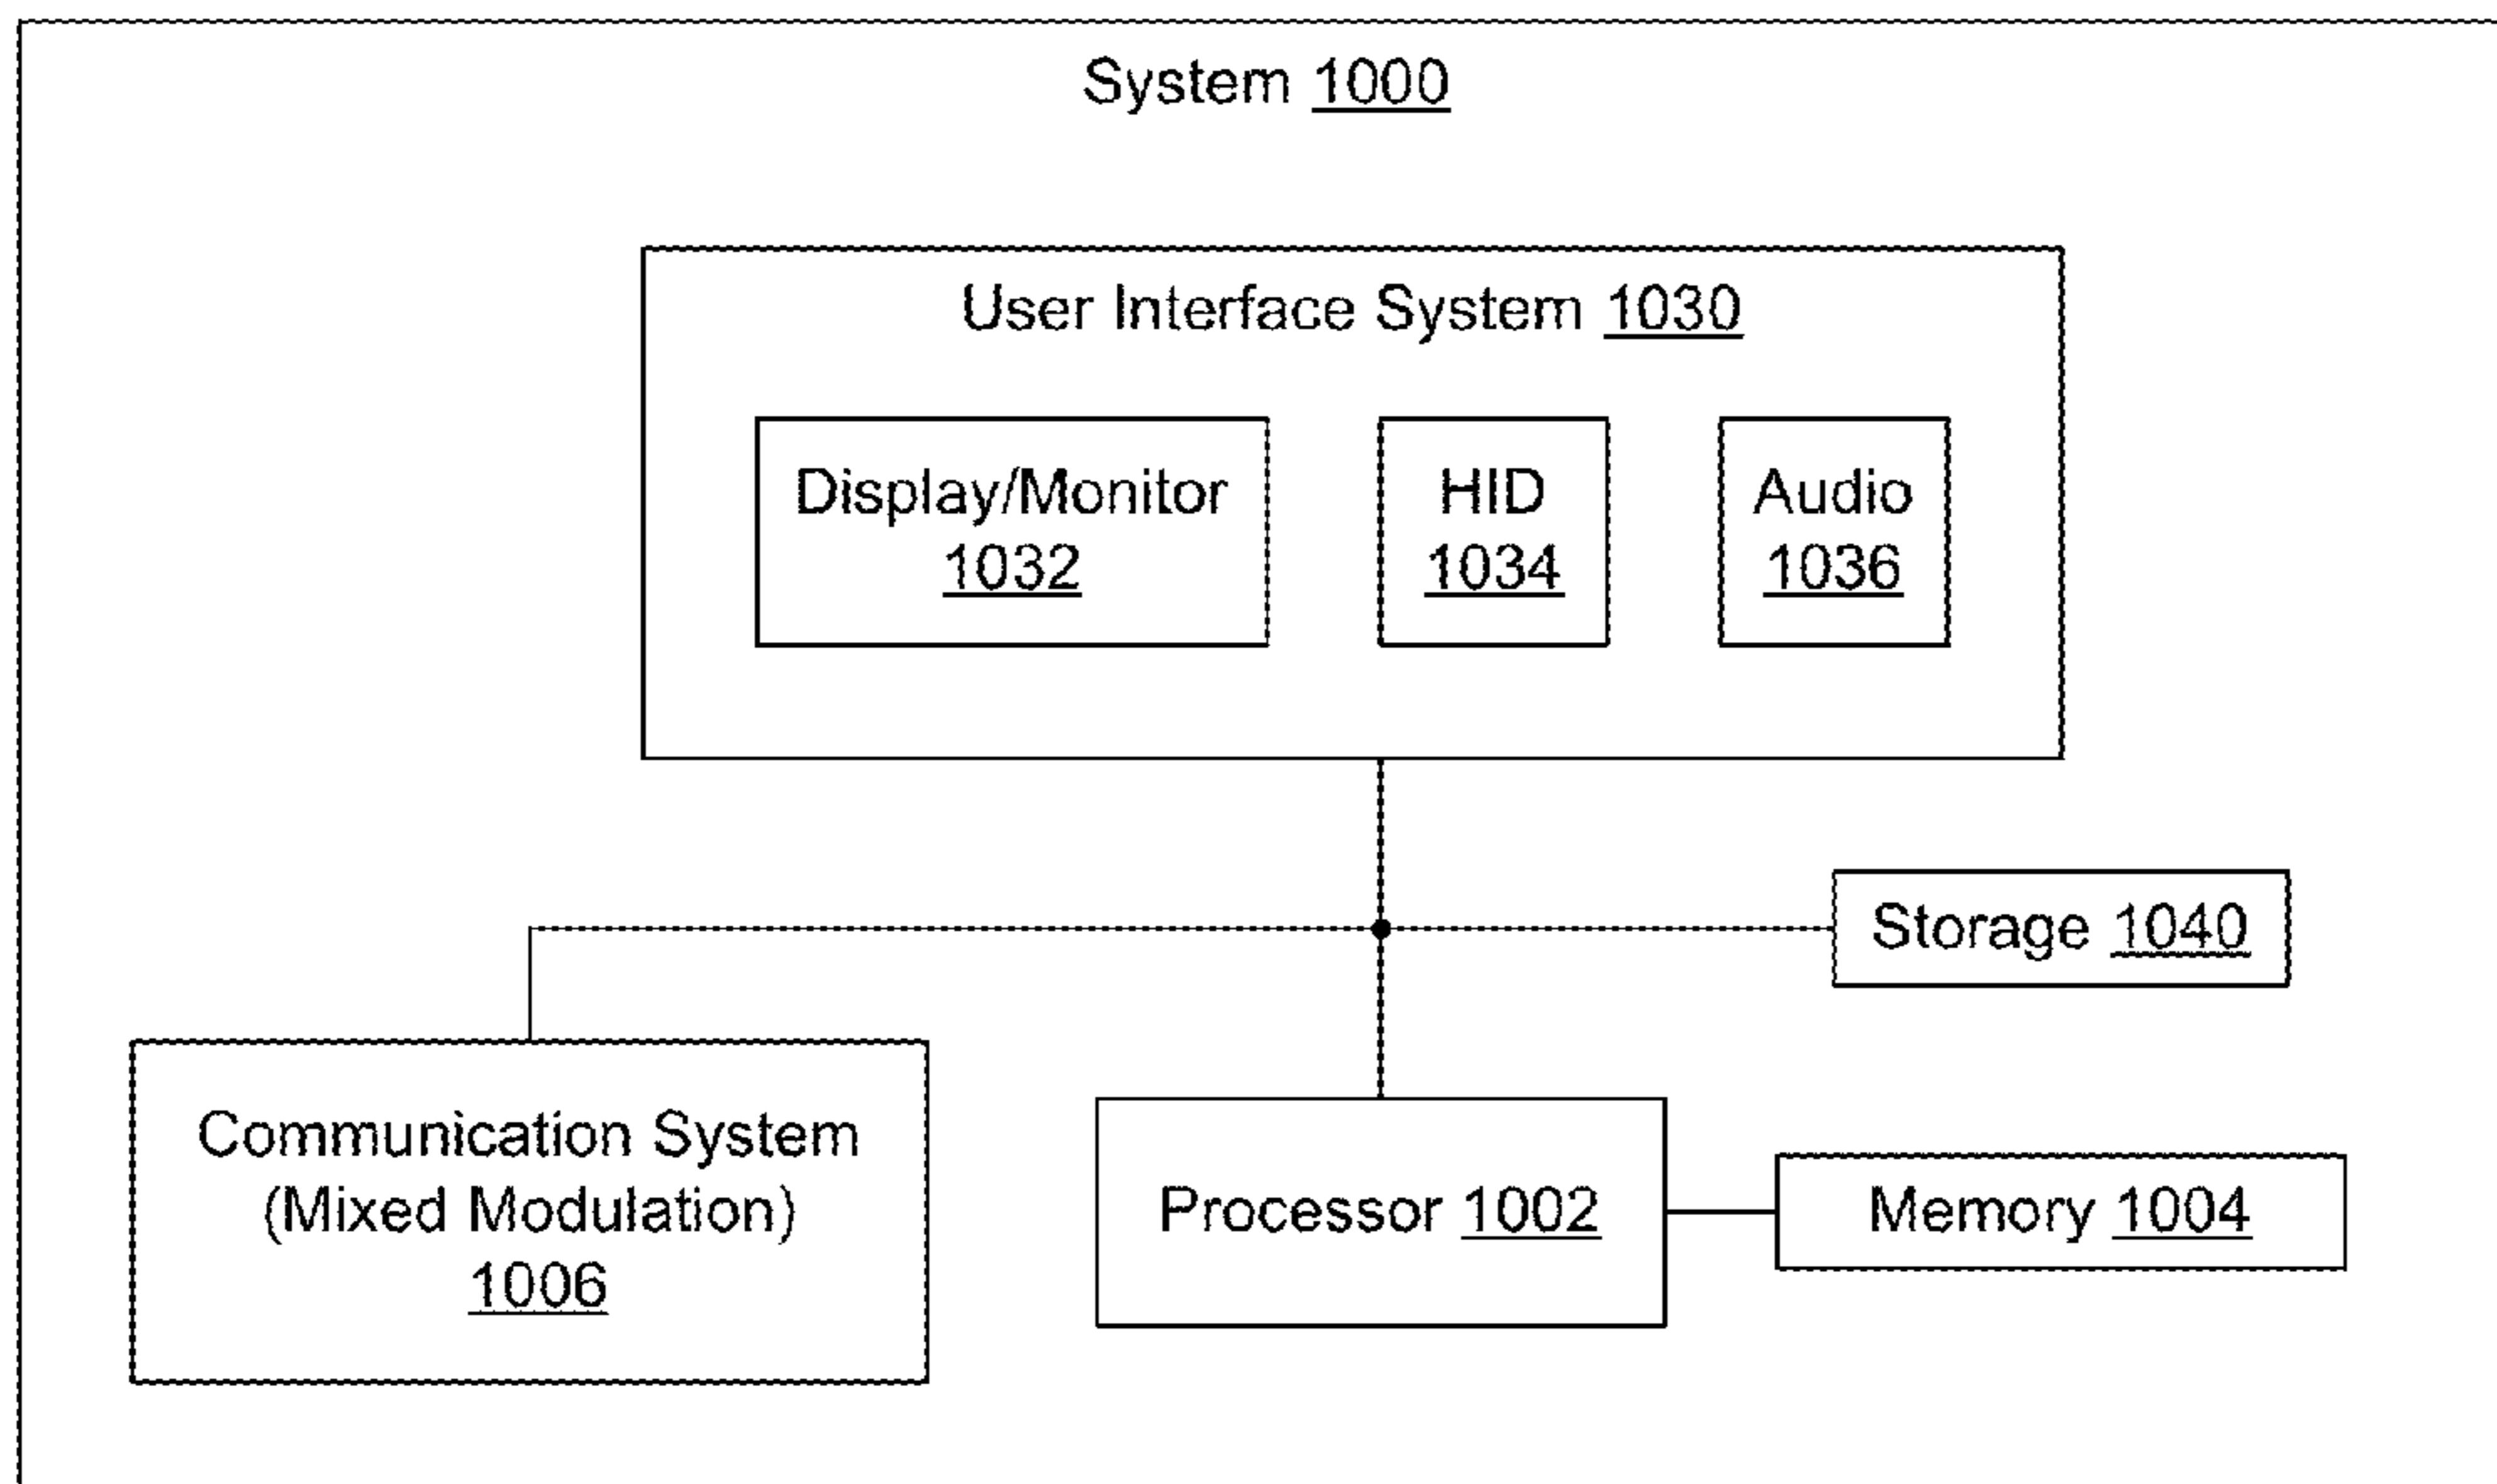 System 1000
User Interface System 1030
Display/Monitor
1032
HID
1034
Audio
1036
Storage 1040
Communication System
(Mixed Modulation)
1006
Processor 1002
Memory 1004